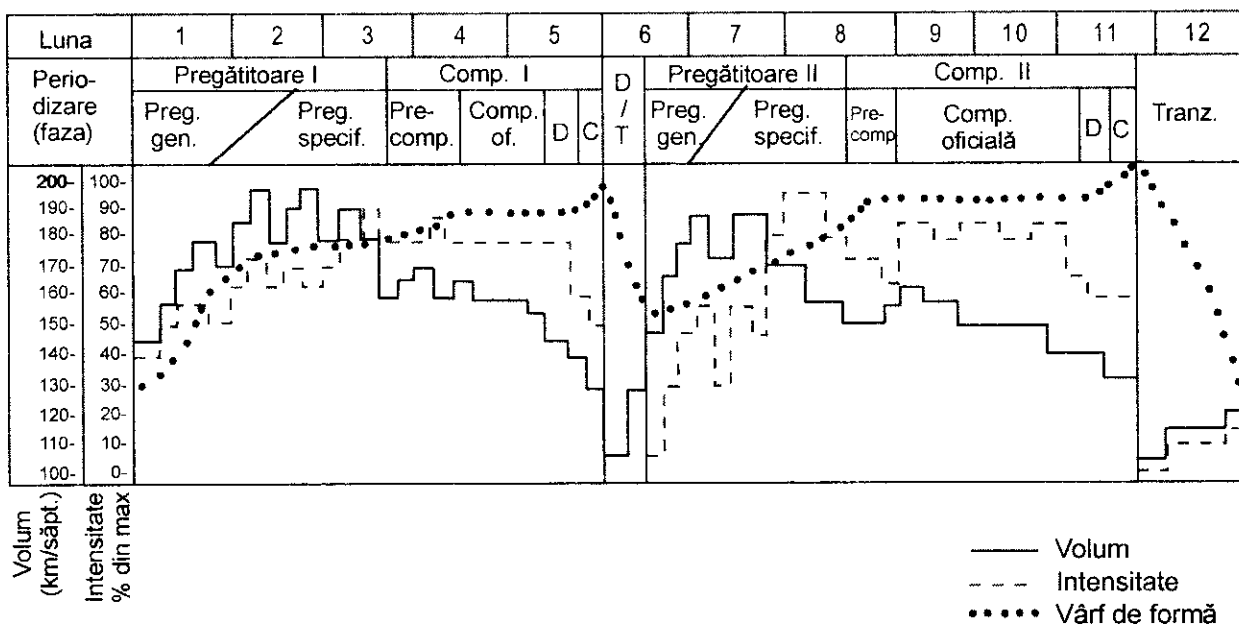 Luna 1 2 3 4 5 6 7 8 9 10 11 12
Perio-
dizare
(faza)
Pregătitoare I Comp. I
Preg.
gen.
Preg.
specif.
Pre-
comp.
Comp.
of.
D C
D
/
T
Pregătitoare II Comp. II
Preg.
gen.
Preg.
specif.
Pre-
comp
Comp.
oficială
D C
Tranz.
200- 100-
190- 90-
180- 80-
170- 70-
160- 60-
150- 50-
140- 40-
130- 30-
120- 20-
110- 10-
100- 0-
Volum
(km/săpt.)
Intensitate
% din max
Volum
Intensitate
Vârf de formă